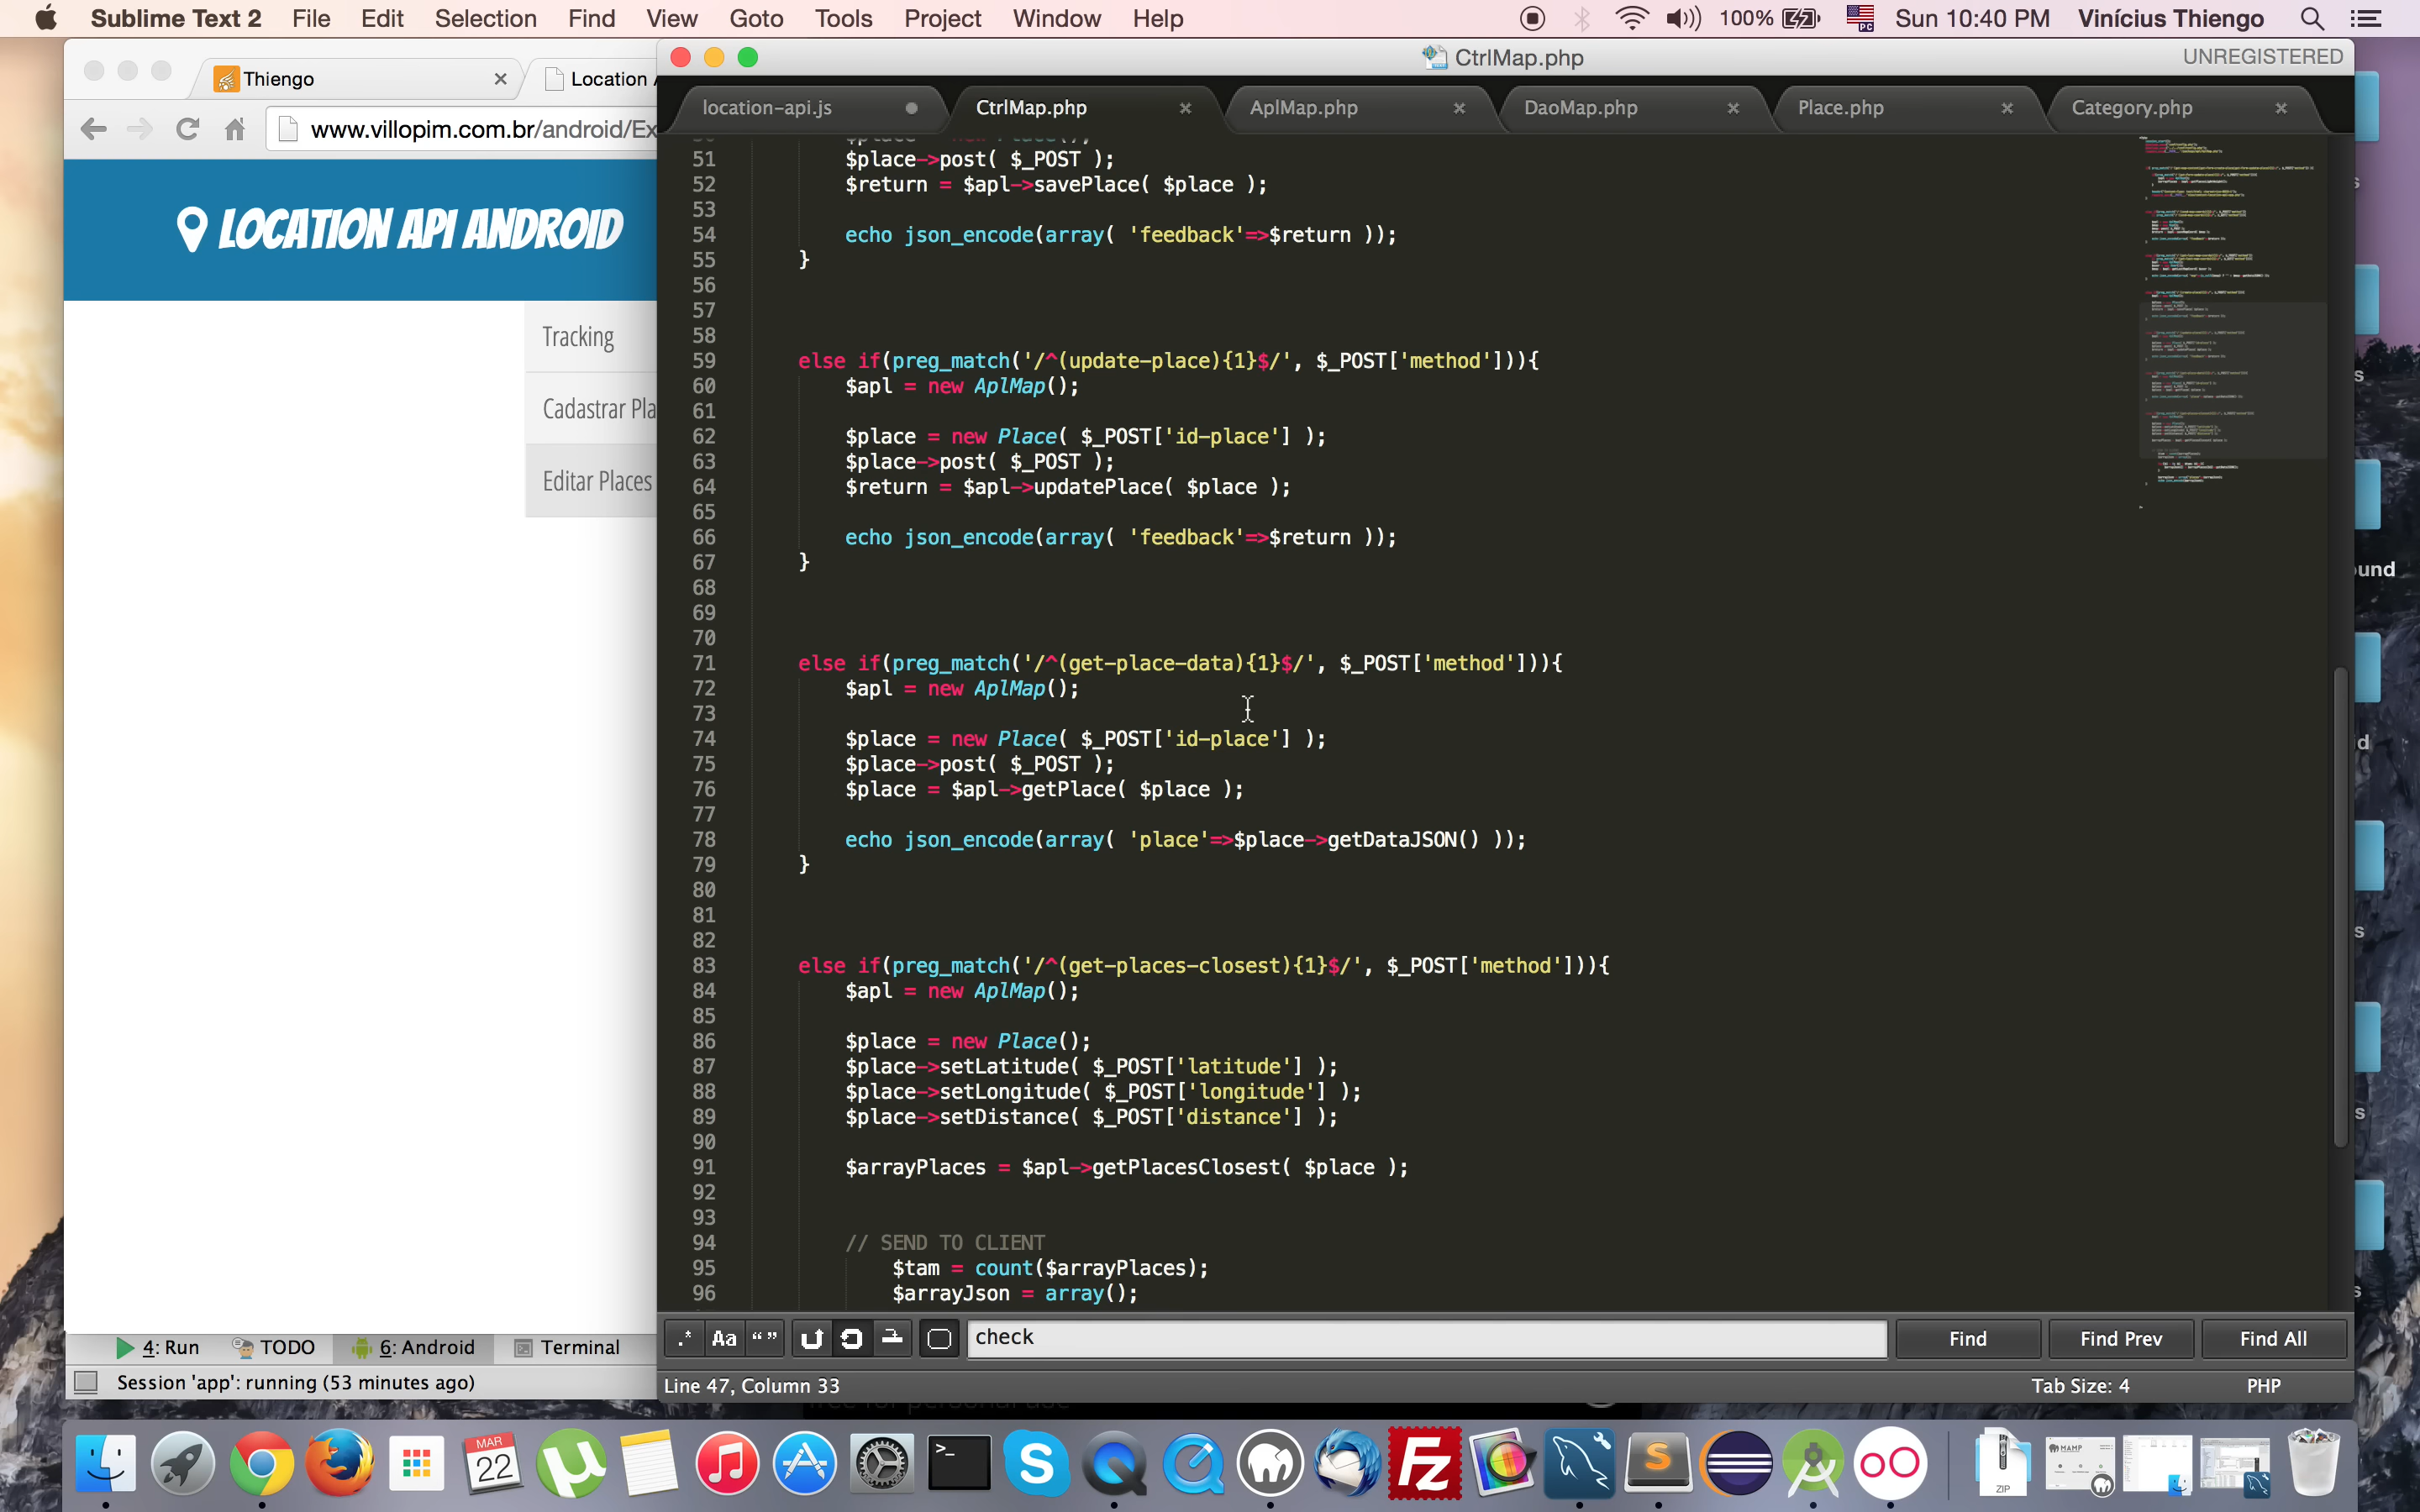 Sublime Text 2 File Edit Selection Find View Goto Tools Project Window Help 100% Sun 10:40 PM Vinícius Thiengo
CtrlMap.php UNREGISTERED
Thiengo
Location
www.villopim.com.br/android/Ex
LOCATION API ANDROID
Tracking
Cadastrar Pla
Editar Places
location-api.js CtrlMap.php AplMap.php DaoMap.php Place.php Category.php
51 $place->post( $_POST );
52 $return = $apl->savePlace( $place );
53
54 echo json_encode(array( 'feedback'=>$return ));
55 }
56
57
58
59 else if(preg_match('/^(update-place){1}$/', $_POST['method'])){
60 $apl = new AplMap();
61
62 $place = new Place( $_POST['id-place'] );
63 $place->post( $_POST );
64 $return = $apl->updatePlace( $place );
65
66 echo json_encode(array( 'feedback'=>$return ));
67 }
68
69
70
71 else if(preg_match('/^(get-place-data){1}$/', $_POST['method'])){
72 $apl = new AplMap();
73
74 $place = new Place( $_POST['id-place'] );
75 $place->post( $_POST );
76 $place = $apl->getPlace( $place );
77
78 echo json_encode(array( 'place'=>$place->getDataJSON() ));
79 }
80
81
82
83 else if(preg_match('/^(get-places-closest){1}$/', $_POST['method'])){
84 $apl = new AplMap();
85
86 $place = new Place();
87 $place->setLatitude( $_POST['latitude'] );
88 $place->setLongitude( $_POST['longitude'] );
89 $place->setDistance( $_POST['distance'] );
90
91 $arrayPlaces = $apl->getPlacesClosest( $place );
92
93
94 // SEND TO CLIENT
95 $tam = count($arrayPlaces);
96 $arrayJson = array();
.* Aa “” check Find Find Prev Find All
Line 47, Column 33 Tab Size: 4 PHP
4: Run TODO 6: Android Terminal
Session 'app': running (53 minutes ago)
ound
MAR
22
ZIP
MAMP